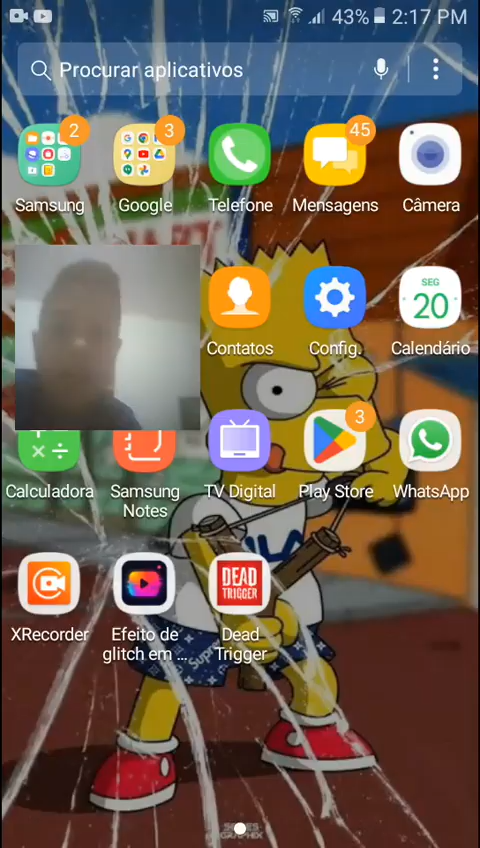 43% 2:17 PM
Procurar aplicativos
2
3
45
Samsung
Google
Telefone
Mensagens
Câmera
SEG
20
Contatos
Config.
Calendário
3
Calculadora
Samsung
Notes
TV Digital
Play Store
WhatsApp
DEAD
TRIGGER
XRecorder
Efeito de
glitch em ...
Dead
Trigger